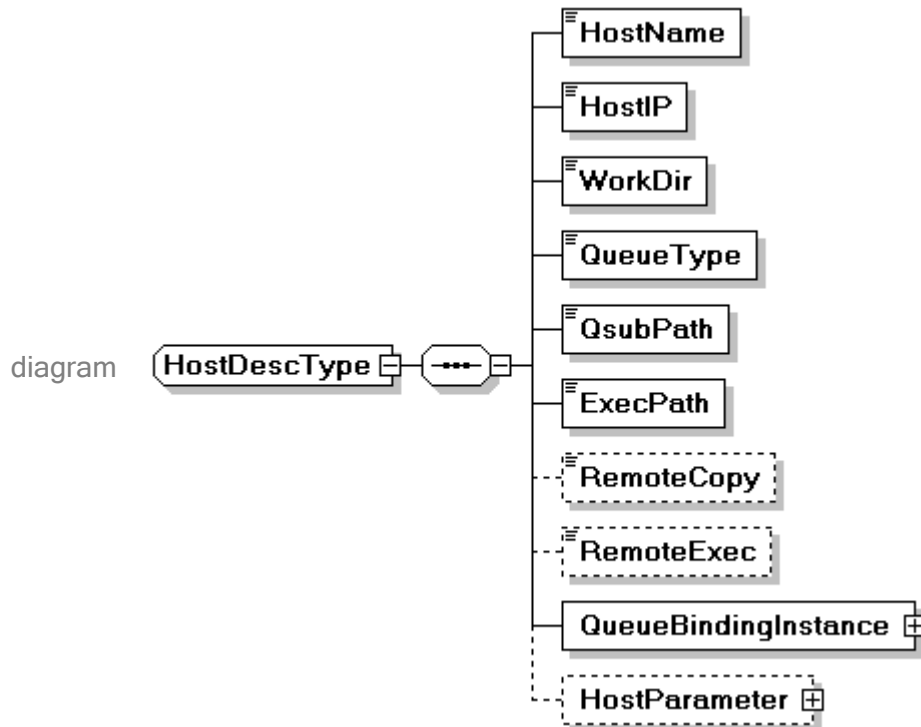 HostName
HostIP
WorkDir
QueueType
QsubPath
diagram
HostDescType
ExecPath
RemoteCopy
RemoteExec
QueueBindingInstance
HostParameter